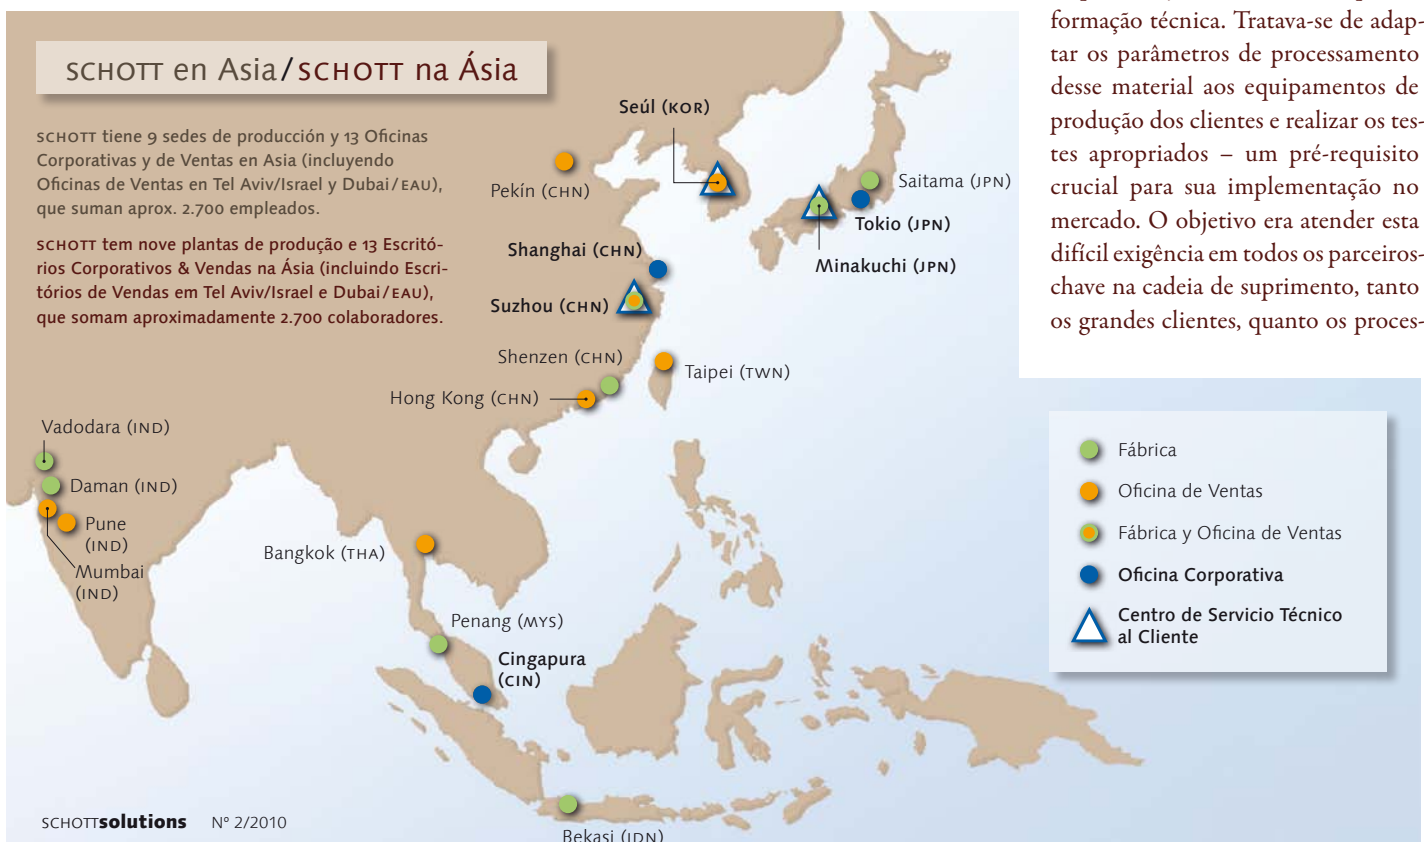 SCHOTT en Asia/SCHOTT na Ásia
SCHOTT tiene 9 sedes de producción y 13 Oficinas
Corporativas y de Ventas en Asia (incluyendo
Oficinas de Ventas en Tel Aviv/Israel y Dubai/EAU),
que suman aprox. 2.700 empleados.
SCHOTT tem nove plantas de produção e 13 Escritó-
rios Corporativos & Vendas na Ásia (incluindo Escri-
tórios de Vendas em Tel Aviv/Israel e Dubai/EAU),
que somam aproximadamente 2.700 colaboradores.
Seúl (KOR)
Pekín (CHN)
Saitama (JPN)
Tokio (JPN)
Shanghai (CHN)
Minakuchi (JPN)
Suzhou (CHN)
Shenzen (CHN)
Taipei (TWN)
Hong Kong (CHN)
Vadodara (IND)
Daman (IND)
Pune
(IND)
Mumbai
(IND)
Bangkok (THA)
Penang (MYS)
Cingapura
(CIN)
Bekasi (IDN)
Fábrica
Oficina de Ventas
Fábrica y Oficina de Ventas
Oficina Corporativa
Centro de Servicio Técnico
al Cliente
formação técnica. Tratava-se de adap-
tar os parâmetros de processamento
desse material aos equipamentos de
produção dos clientes e realizar os tes-
tes apropriados – um pré-requisito
crucial para sua implementação no
mercado. O objetivo era atender esta
difícil exigência em todos os parceiros-
chave na cadeia de suprimento, tanto
os grandes clientes, quanto os proces-
SCHOTTsolutions Nº 2/2010